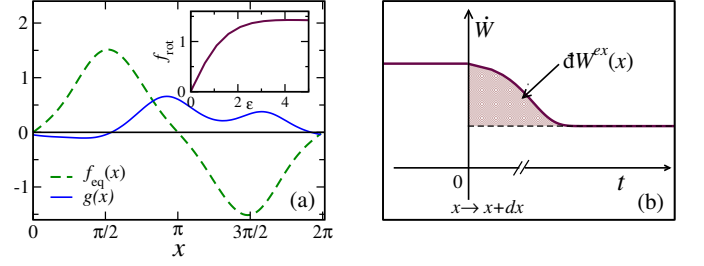 2
1
0
-1
0
π/2
π
3π/2
2π
x
f_eq(x)
g(x)
(a)
f_rot
1
0
0
2
ε
4
Ẇ
đW^ex(x)
0
t
x→ x+dx
(b)